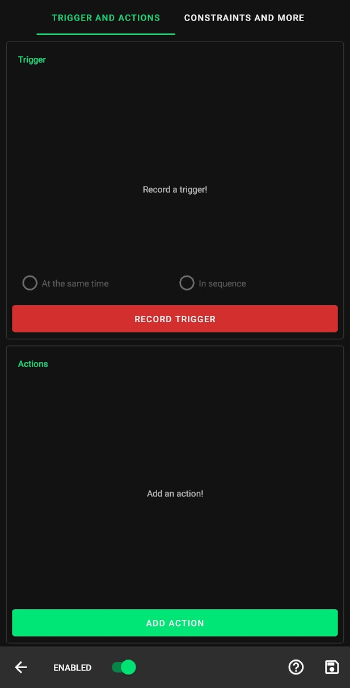 TRIGGER AND ACTIONS
CONSTRAINTS AND MORE
Trigger
Record a trigger!
At the same time
In sequence
RECORD TRIGGER
Actions
Add an action!
ADD ACTION
ENABLED